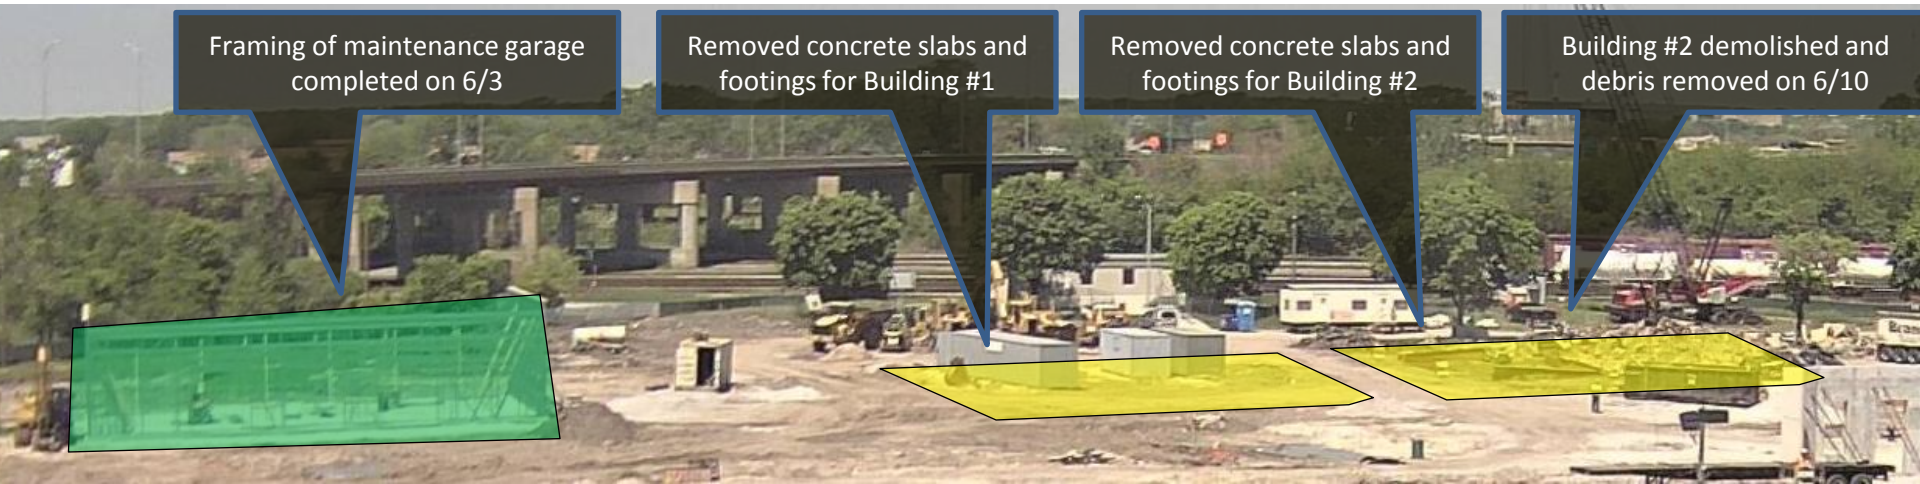 Framing of maintenance garage
completed on 6/3
Removed concrete slabs and
footings for Building #1
Removed concrete slabs and
footings for Building #2
Building #2 demolished and
debris removed on 6/10